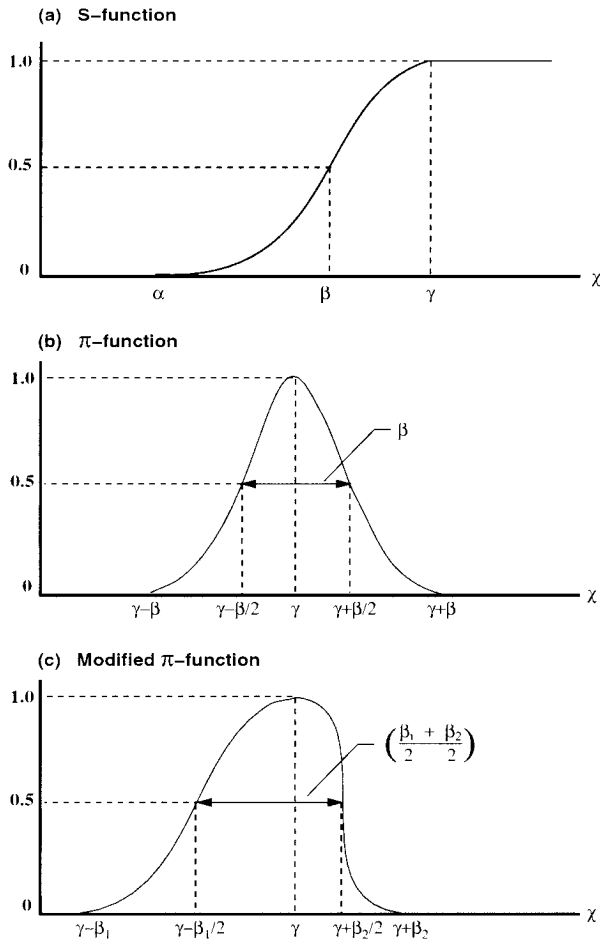 (a) S–function
1.0
0.5
0
α β γ χ
(b) π–function
1.0
β
0.5
0
γ–β γ–β/2 γ γ+β/2 γ+β χ
(c) Modified π–function
1.0
(β₁/2 + β₂/2)
0.5
0
γ–β₁ γ–β₁/2 γ γ+β₂/2 γ+β₂ χ